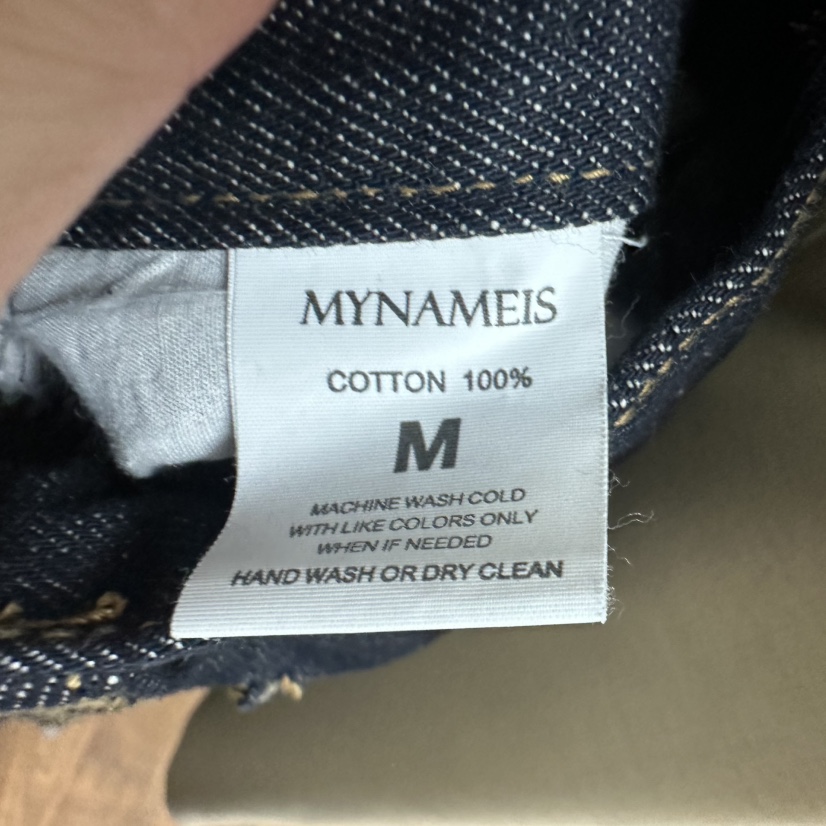 MYNAMEIS
COTTON 100%
M
MACHINE WASH COLD
WITH LIKE COLORS ONLY
WHEN IF NEEDED
HAND WASH OR DRY CLEAN